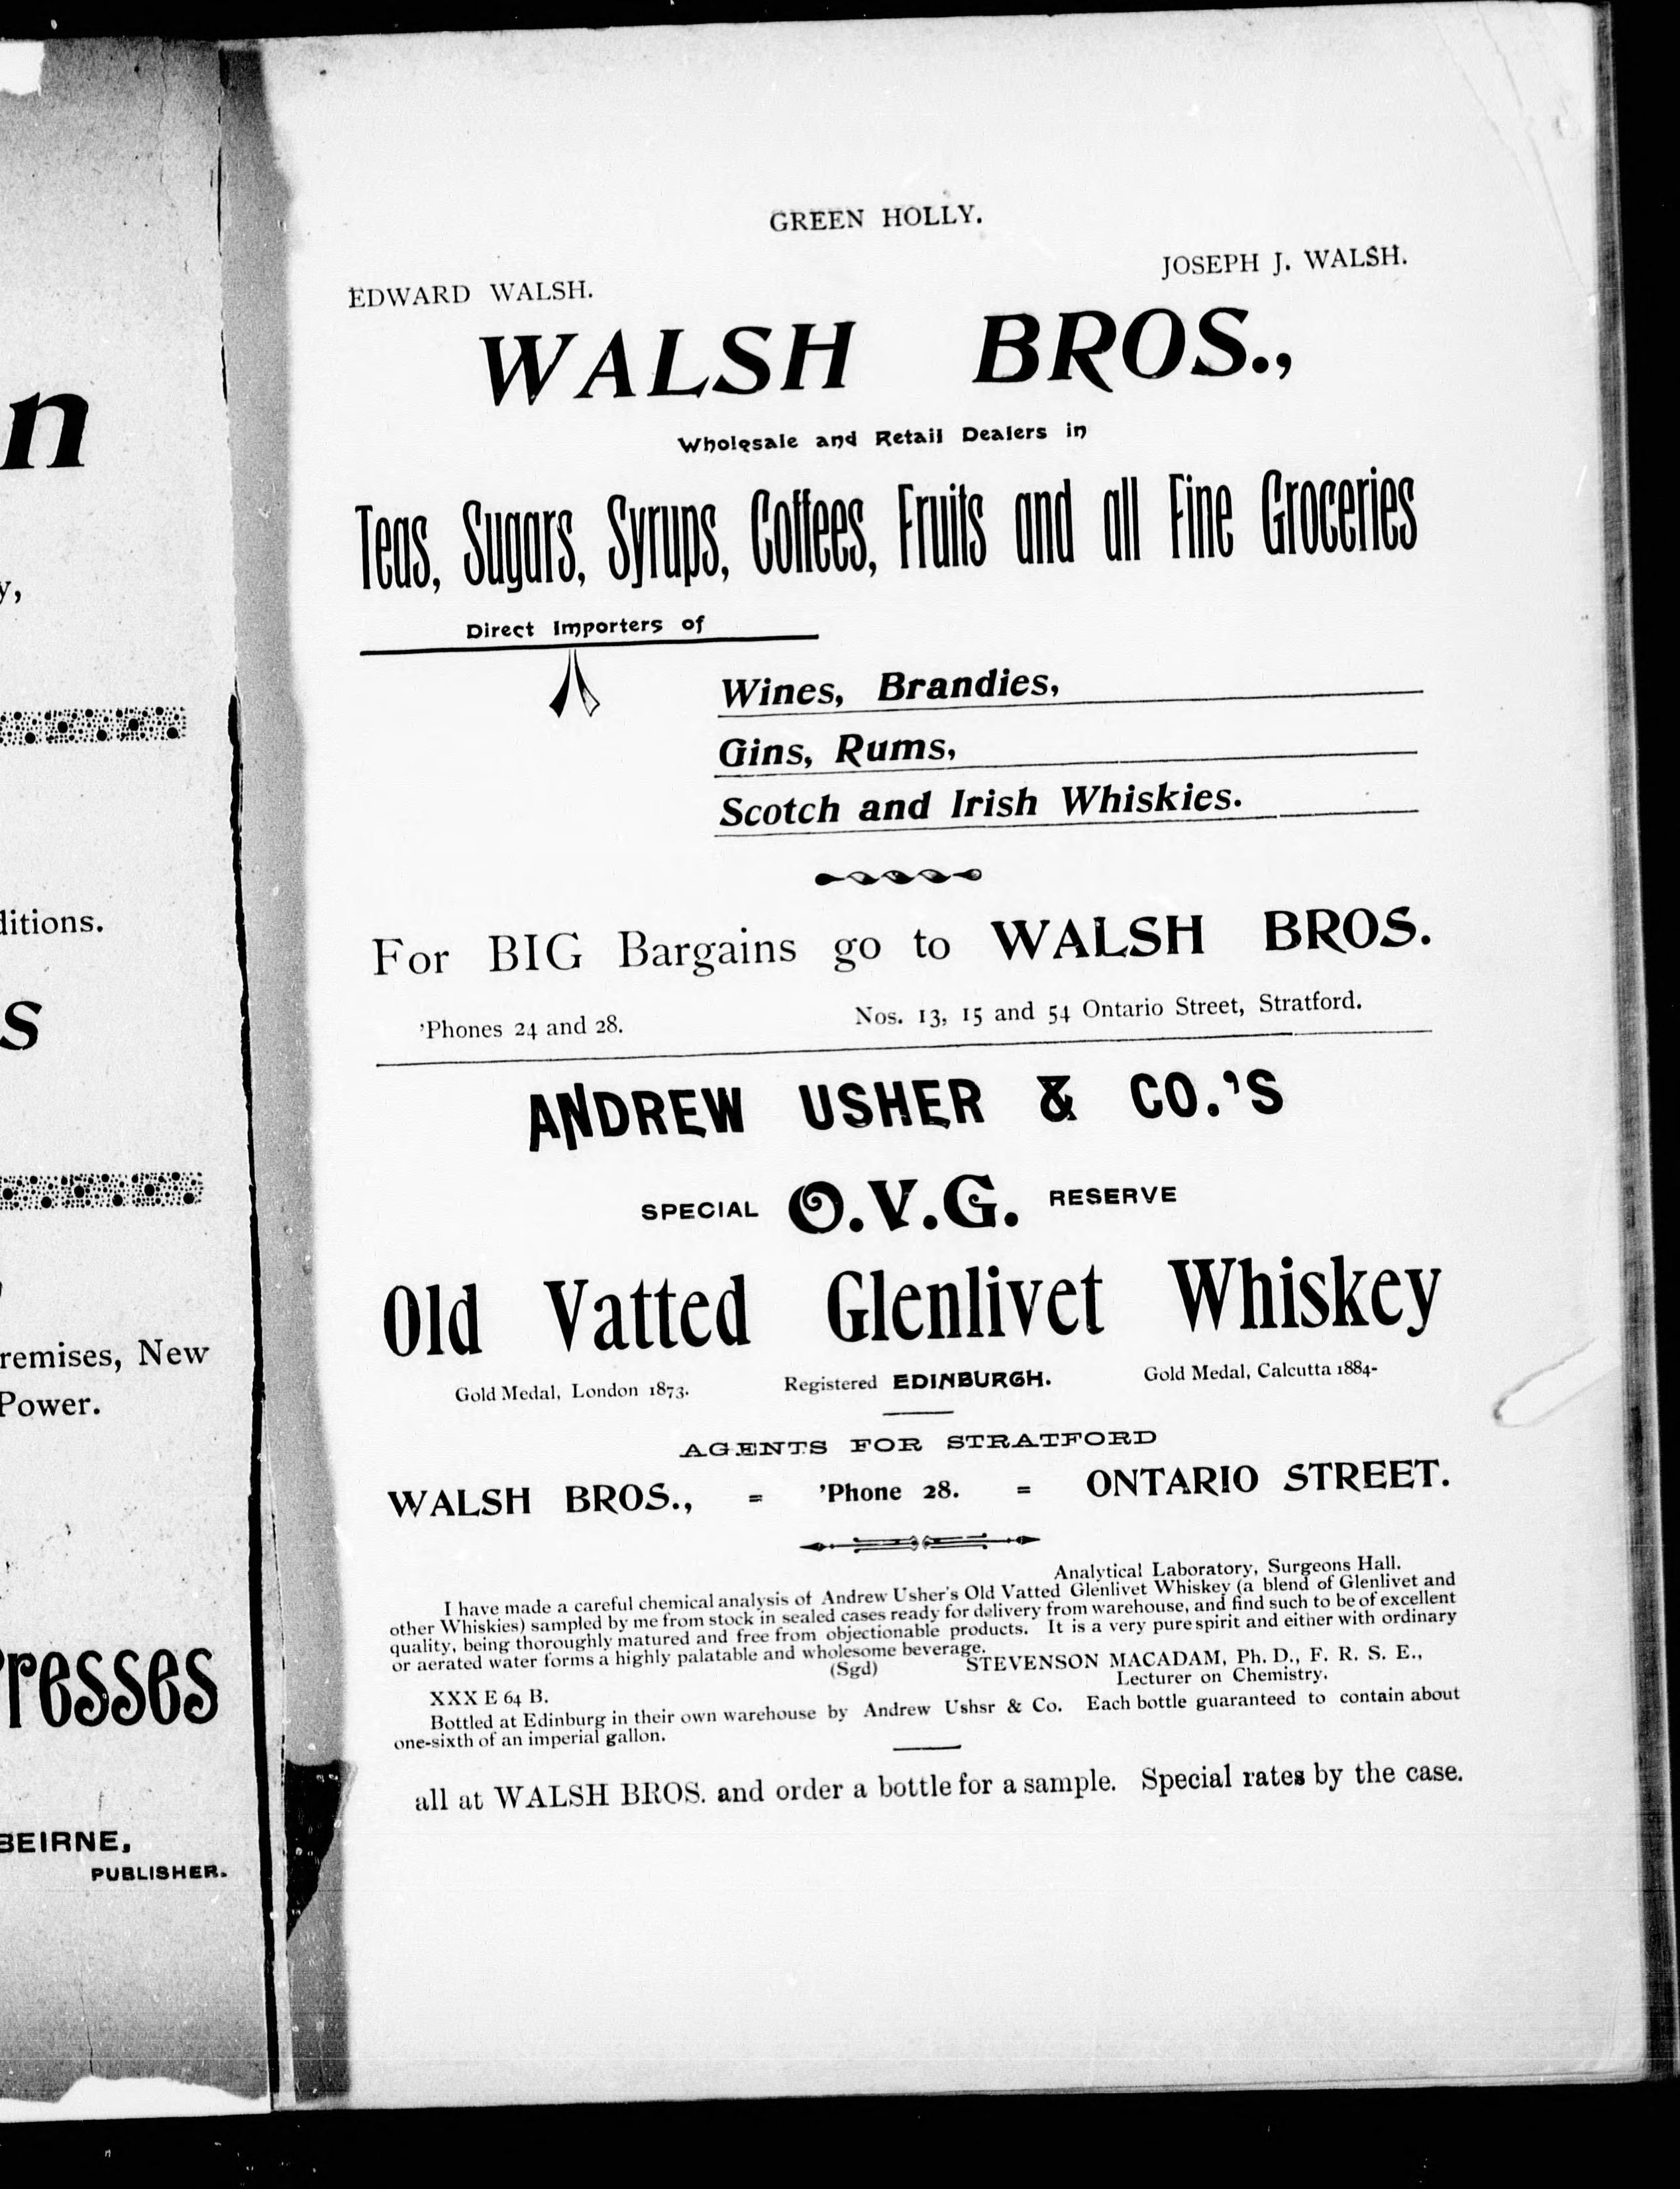 n
y,
ditions.
s
remises, New
Power.
resses
BEIRNE,
PUBLISHER.
GREEN HOLLY.
EDWARD WALSH.
JOSEPH J. WALSH.
WALSH BROS.,
Wholesale and Retail Dealers in
Teas, Sugars, Syrups, Coffees, Fruits and all Fine Groceries
Direct Importers of
Wines, Brandies,
Gins, Rums,
Scotch and Irish Whiskies.
For BIG Bargains go to WALSH BROS.
'Phones 24 and 28.
Nos. 13, 15 and 54 Ontario Street, Stratford.
ANDREW USHER & CO.'S
SPECIAL O.V.G. RESERVE
Old Vatted Glenlivet Whiskey
Gold Medal, London 1873. Registered EDINBURGH. Gold Medal, Calcutta 1884-
AGENTS FOR STRATFORD
WALSH BROS., = 'Phone 28. = ONTARIO STREET.
Analytical Laboratory, Surgeons Hall.
I have made a careful chemical analysis of Andrew Usher's Old Vatted Glenlivet Whiskey (a blend of Glenlivet and
other Whiskies) sampled by me from stock in sealed cases ready for delivery from warehouse, and find such to be of excellent
quality, being thoroughly matured and free from objectionable products. It is a very pure spirit and either with ordinary
or aerated water forms a highly palatable and wholesome beverage.
(Sgd) STEVENSON MACADAM, Ph. D., F. R. S. E.,
Lecturer on Chemistry.
XXX E 64 B.
Bottled at Edinburg in their own warehouse by Andrew Ushsr & Co. Each bottle guaranteed to contain about
one-sixth of an imperial gallon.
all at WALSH BROS. and order a bottle for a sample. Special rates by the case.